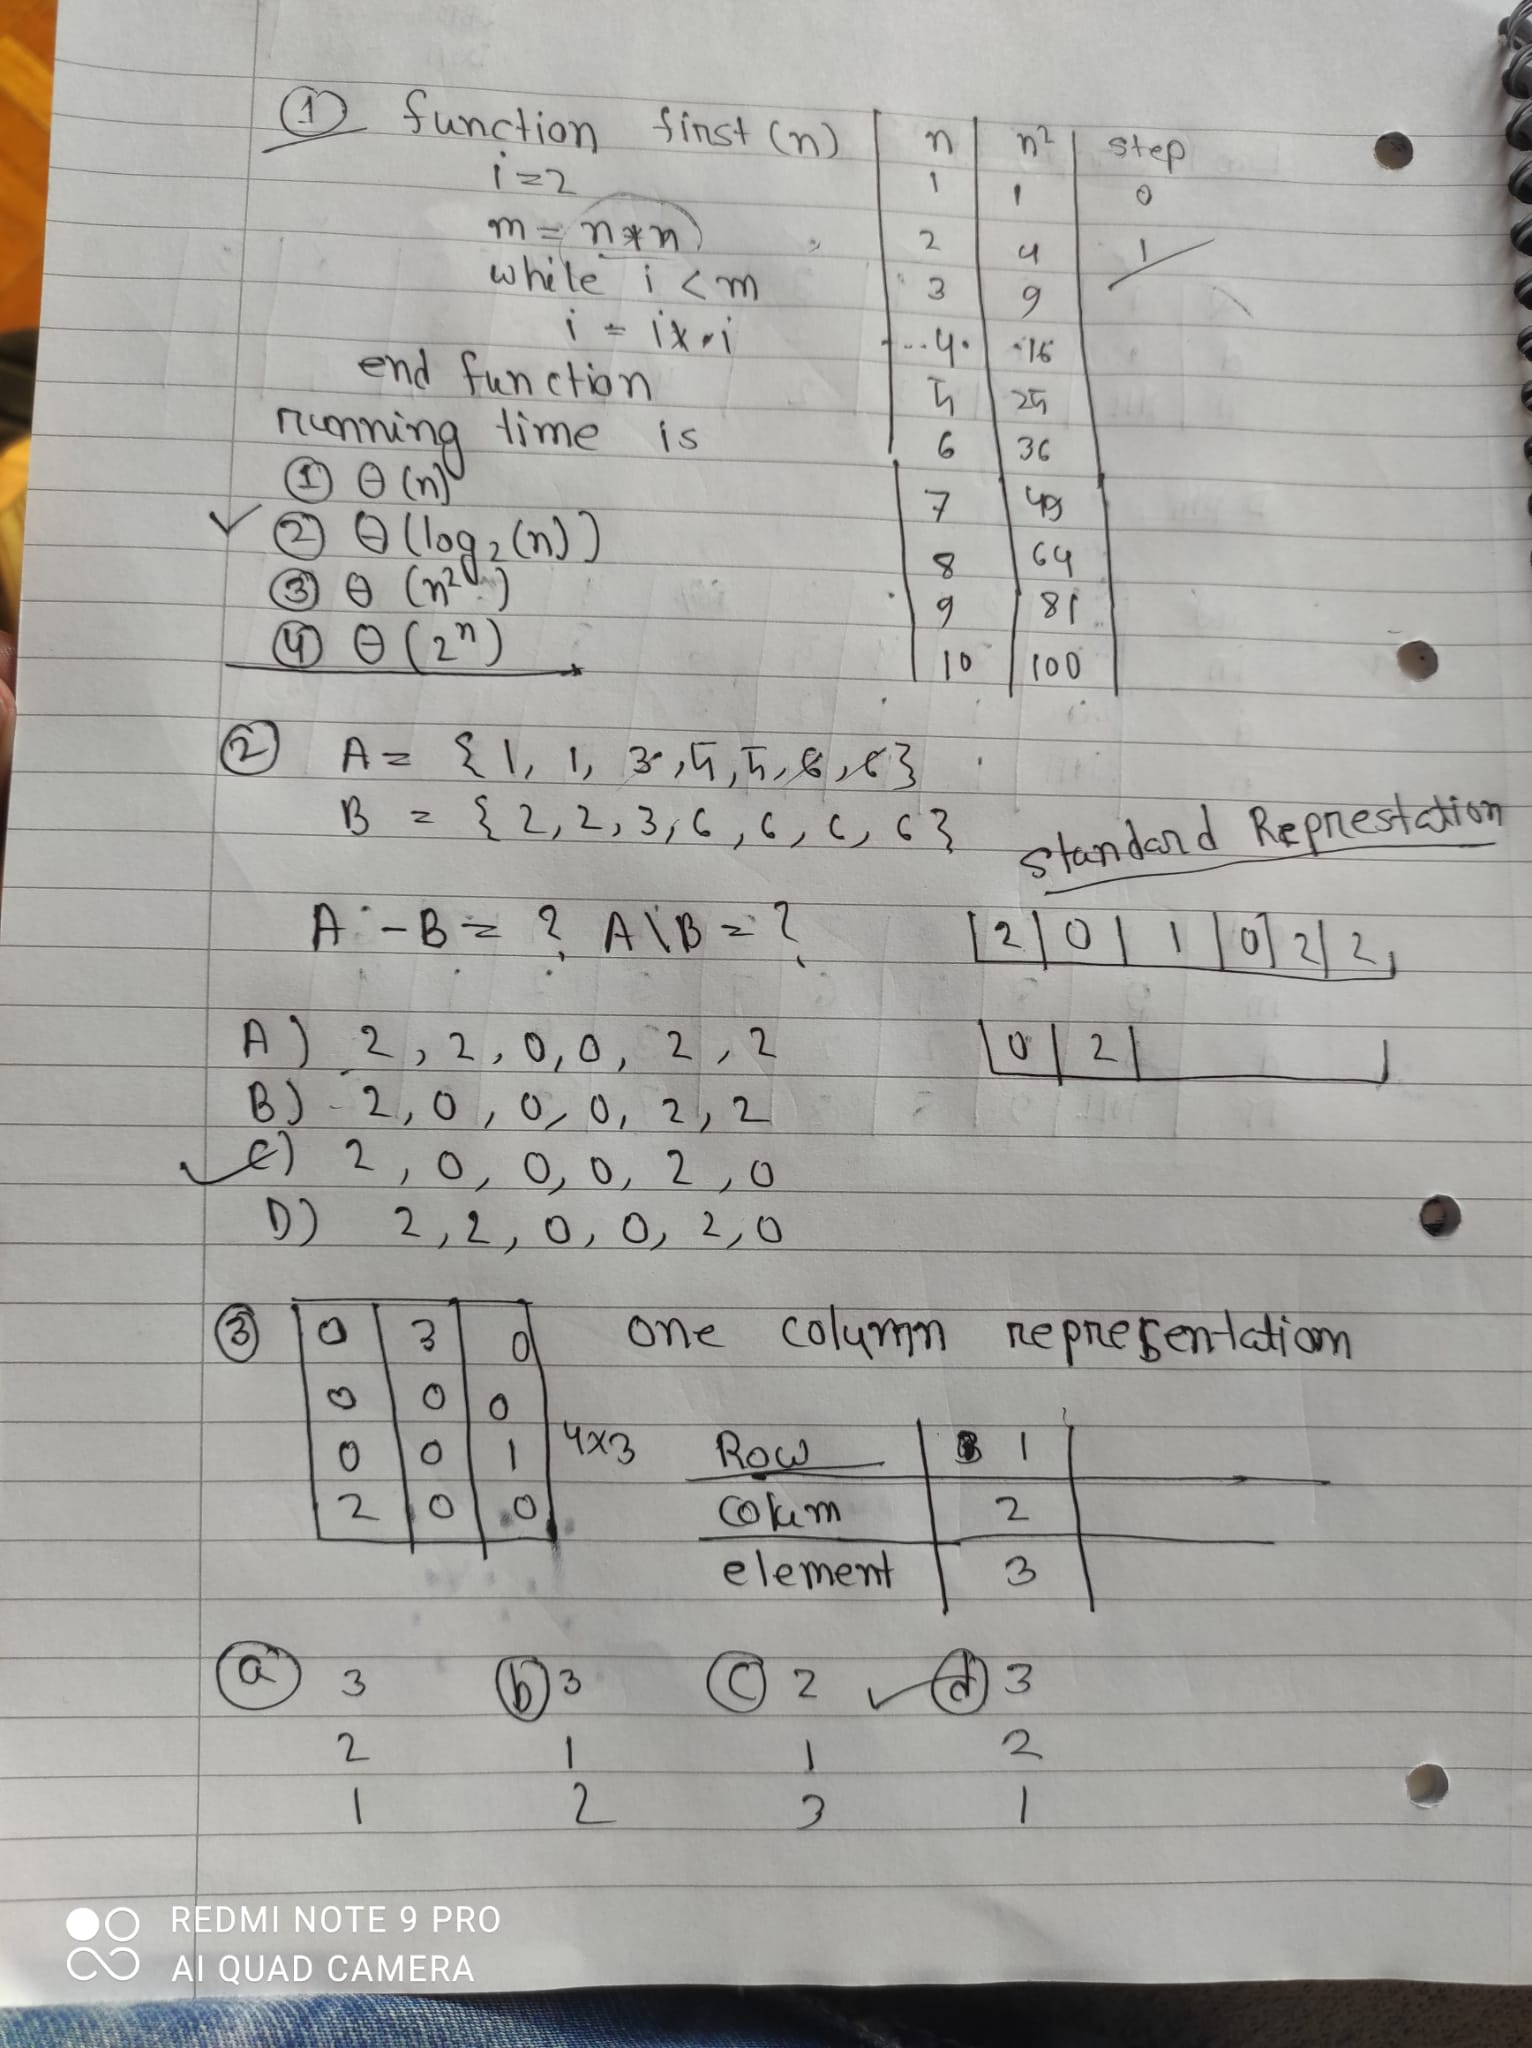 ① function first (n)
i=2
m = n*n
while i < m
i = i* i
end function
running time is
① Θ (n)
② Θ (log₂(n))
③ Θ (n²)
④ Θ (2ⁿ)
n n² step
1 1 0
2 4 1
3 9
4 16
5 25
6 36
7 49
8 64
9 81
10 100
② A = {1, 1, 3, 5, 5, 6, 6}
B = {2, 2, 3, 6, 6, 6, 6}
standard Represtation
A - B = ? A\B = ?
2 0 1 0 2 2
0 2
A) 2, 2, 0, 0, 2, 2
B) 2, 0, 0, 0, 2, 2
C) 2, 0, 0, 0, 2, 0
D) 2, 2, 0, 0, 2, 0
③ one column representation
0 3 0
0 0 0
0 0 1
2 0 0
4x3
Row 1
Colum 2
element 3
ⓐ 3 ⓑ 3 ⓒ 2 ⓓ 3
2 1 1 2
1 2 3 1
REDMI NOTE 9 PRO
AI QUAD CAMERA